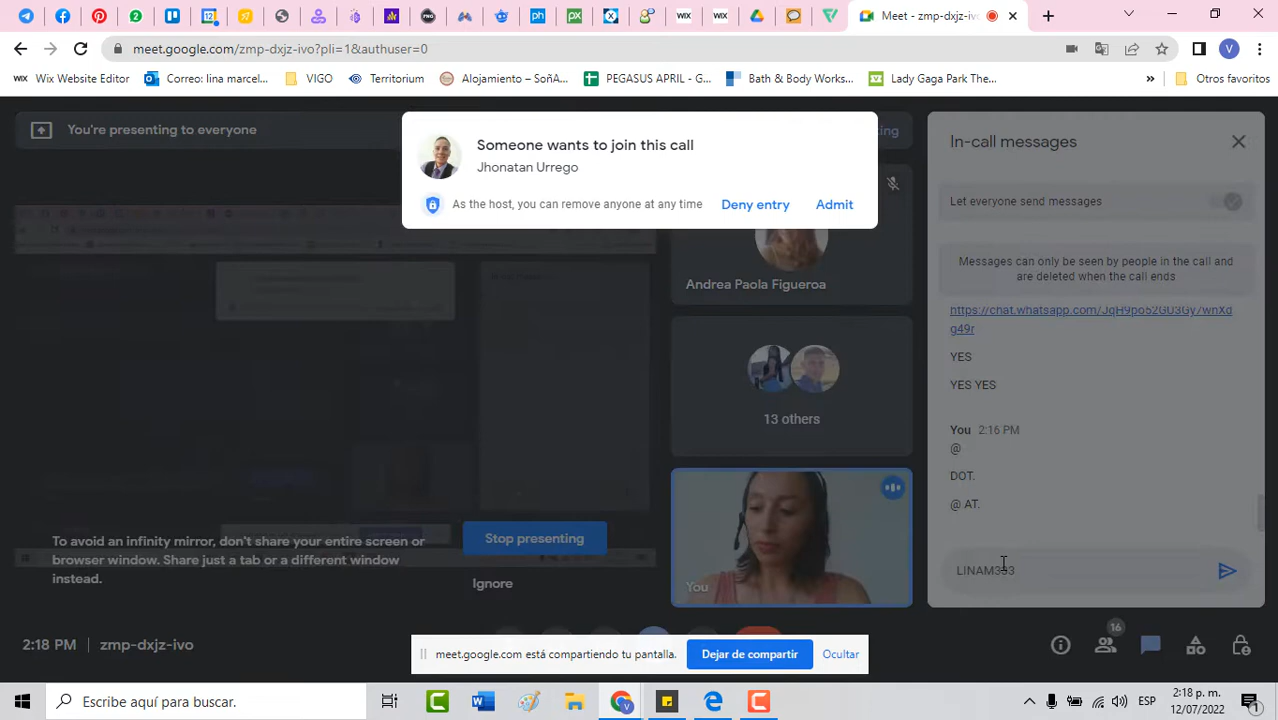 Meet - zmp-dxjz-ivo
meet.google.com/zmp-dxjz-ivo?pli=1&authuser=0
V
WIX Wix Website Editor
Correo: lina marcel...
VIGO
Territorium
Alojamiento – SoñA...
PEGASUS APRIL - G...
Bath & Body Works...
Lady Gaga Park The...
»
Otros favoritos
You're presenting to everyone
Someone wants to join this call
Jhonatan Urrego
As the host, you can remove anyone at any time
Deny entry
Admit
Andrea Paola Figueroa
13 others
You
To avoid an infinity mirror, don't share your entire screen or
browser window. Share just a tab or a different window
instead.
Stop presenting
Ignore
In-call messages
Let everyone send messages
Messages can only be seen by people in the call and
are deleted when the call ends
YES
YES YES
You 2:16 PM
@
DOT.
@ AT.
LINAM333
2:18 PM | zmp-dxjz-ivo
16
meet.google.com está compartiendo tu pantalla.
Dejar de compartir
Ocultar
Escribe aquí para buscar.
ESP
2:18 p. m.
12/07/2022